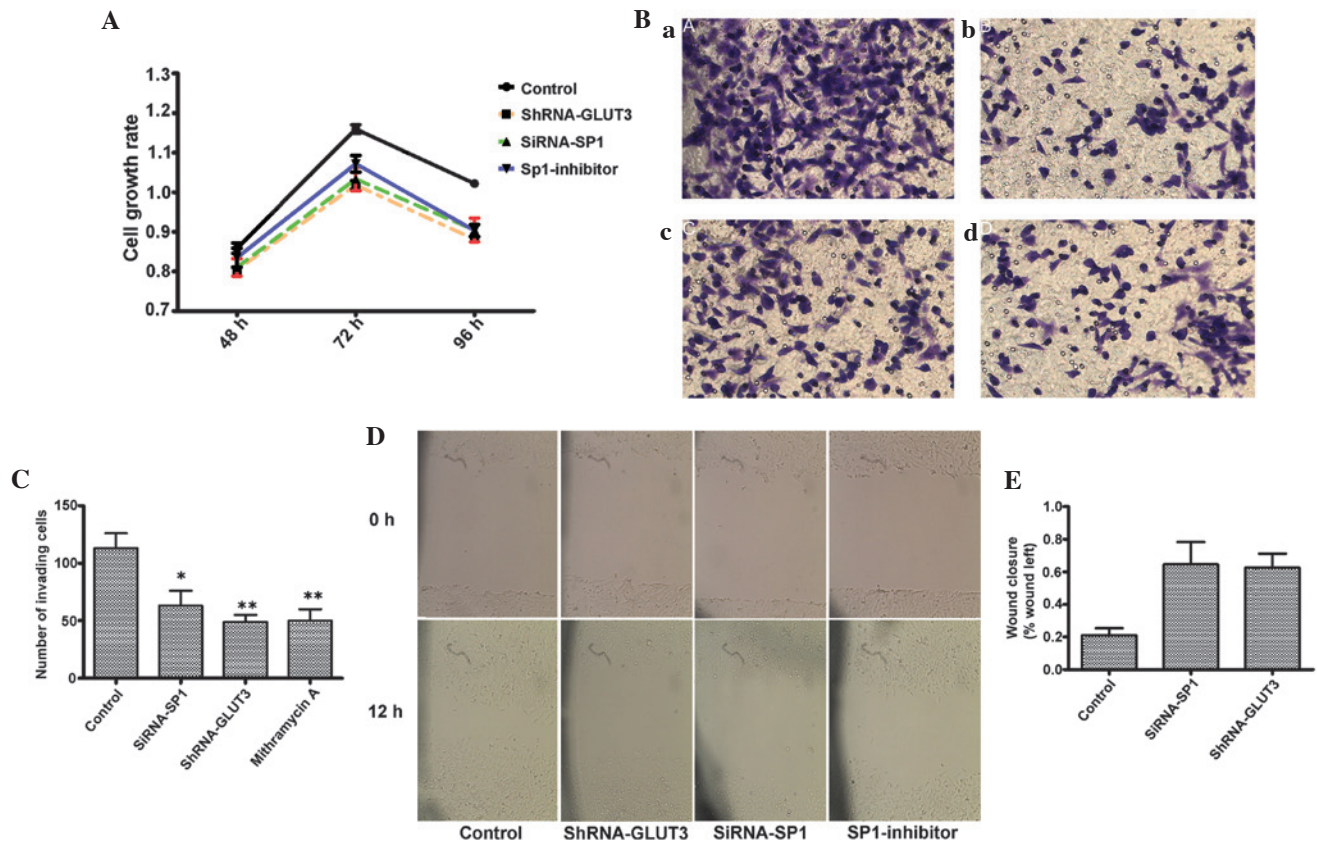 A
1.3
1.2
1.1
1.0
0.9
0.8
0.7
Cell growth rate
48 h
72 h
96 h
Control
ShRNA-GLUT3
SiRNA-SP1
Sp1-inhibitor
B
a
A
b
B
c
C
d
D
C
150
100
50
0
Number of invading cells
*
**
**
Control
SiRNA-SP1
ShRNA-GLUT3
Mithramycin A
D
0 h
12 h
Control
ShRNA-GLUT3
SiRNA-SP1
SP1-inhibitor
E
1.0
0.8
0.6
0.4
0.2
0.0
Wound closure
(% wound left)
Control
SiRNA-SP1
ShRNA-GLUT3